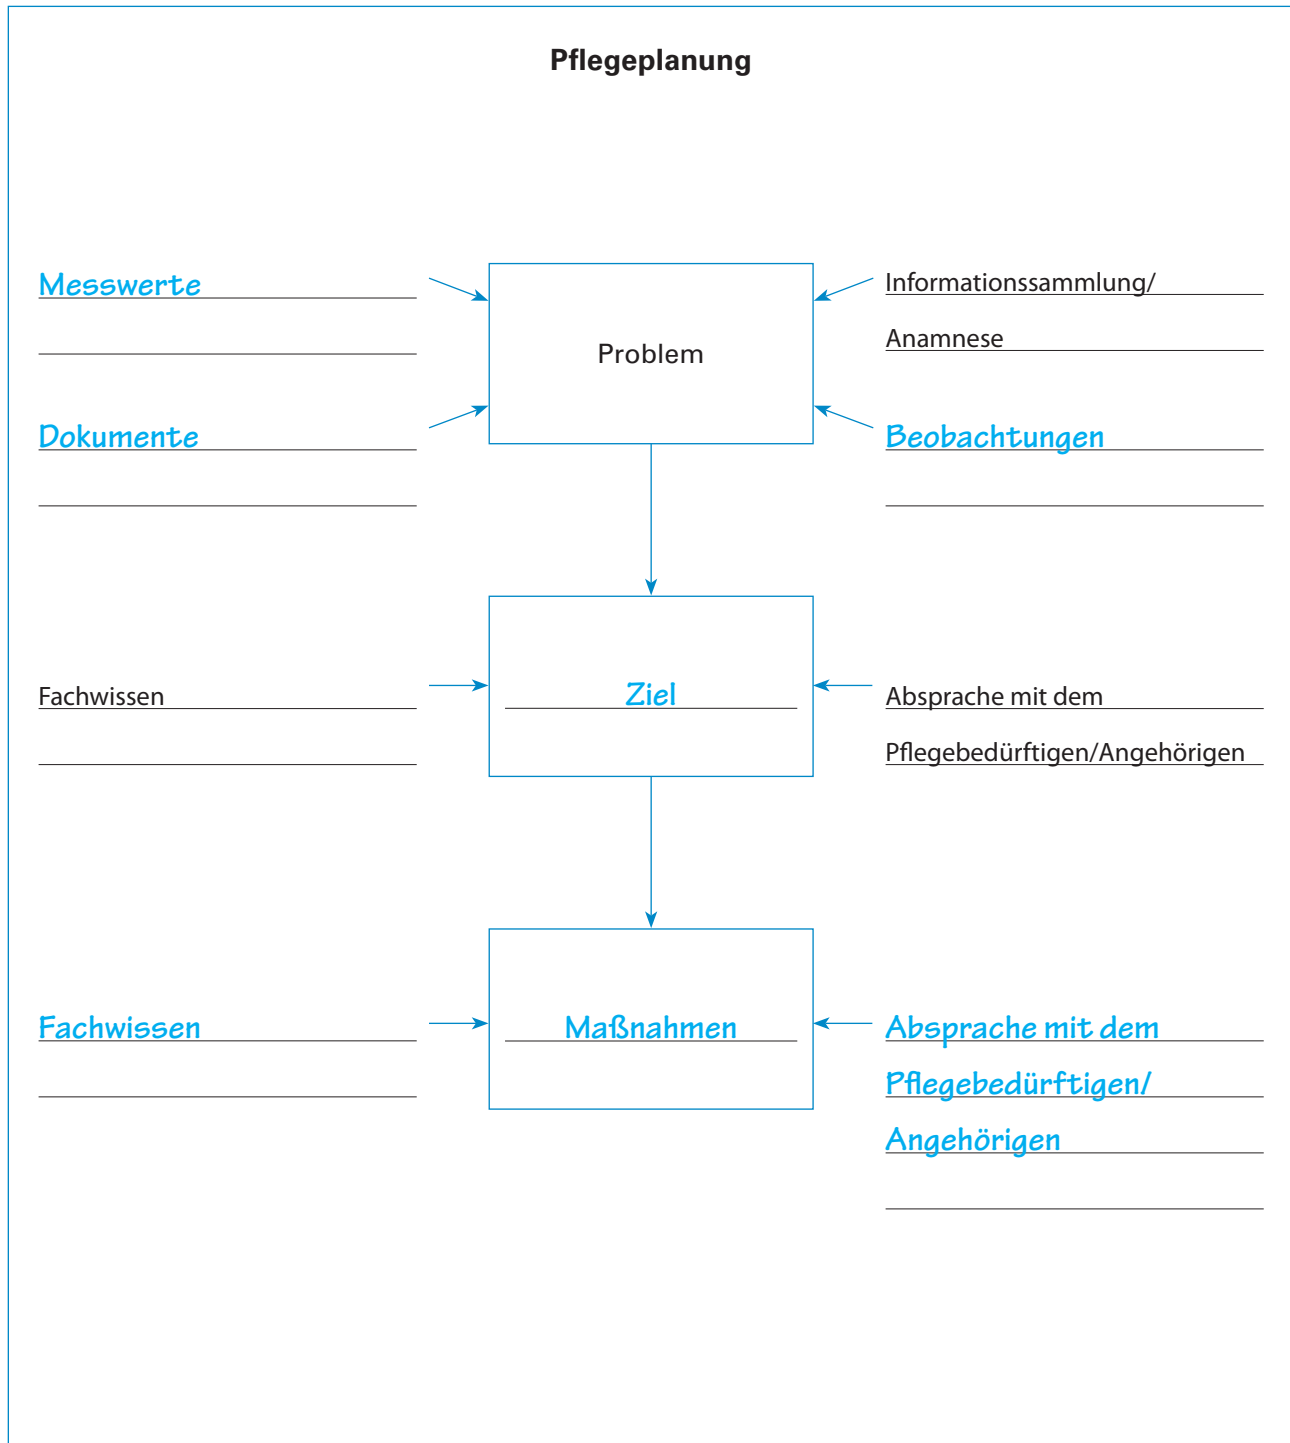 Pflegeplanung
Messwerte
Informationssammlung/
Problem
Anamnese
Dokumente
Beobachtungen
Fachwissen
Ziel
Absprache mit dem
Pflegebedürftigen/Angehörigen
Fachwissen
Maßnahmen
Absprache mit dem
Pflegebedürftigen/
Angehörigen